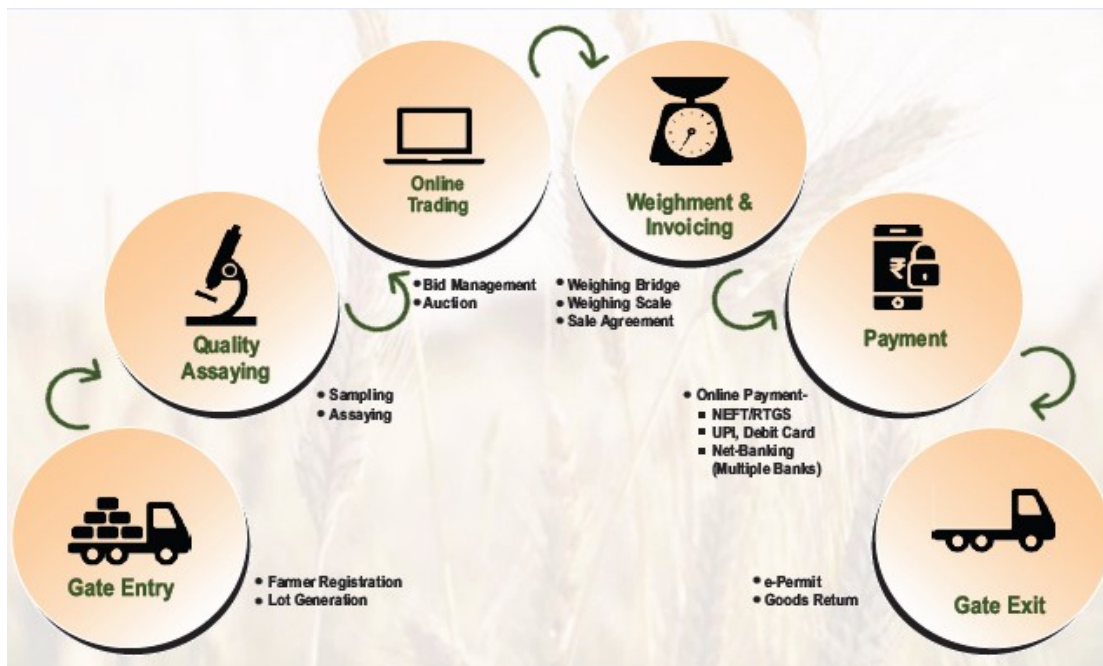 Gate Entry
• Farmer Registration
• Lot Generation
Quality
Assaying
• Sampling
• Assaying
Online
Trading
• Bid Management
• Auction
Weighment &
Invoicing
• Weighing Bridge
• Weighing Scale
• Sale Agreement
₹
Payment
• Online Payment-
▪ NEFT/RTGS
▪ UPI, Debit Card
▪ Net-Banking
(Multiple Banks)
Gate Exit
• e-Permit
• Goods Return